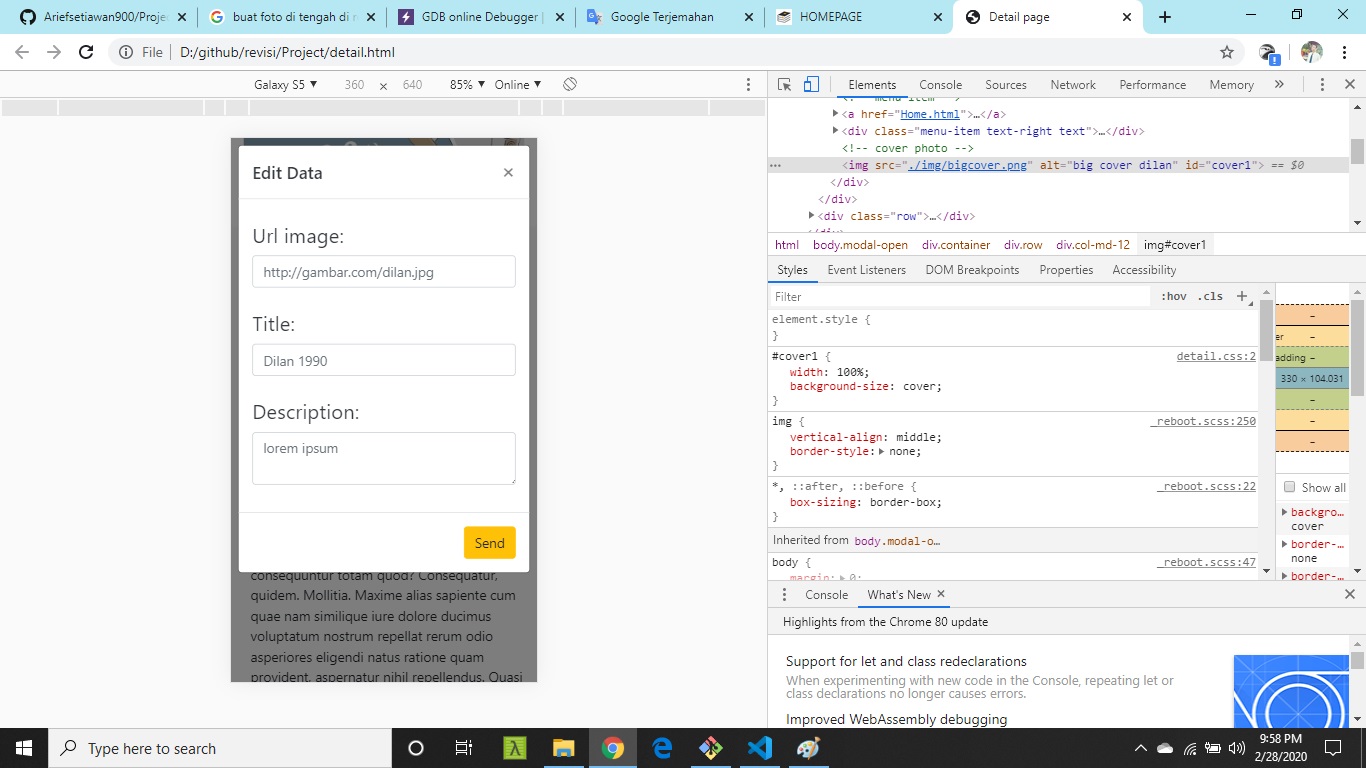 Ariefsetiawan900/Proje
buat foto di tengah di m
GDB online Debugger |
Google Terjemahan
HOMEPAGE
Detail page
File
D:/github/revisi/Project/detail.html
Galaxy S5 ▼ 360 × 640 85% ▼ Online ▼
Elements Console Sources Network Performance Memory »
<!-- menu-item -->
<a href="Home.html">…</a>
<div class="menu-item text-right text">…</div>
<!-- cover photo -->
<img src="./img/bigcover.png" alt="big cover dilan" id="cover1"> == $0
</div>
</div>
<div class="row">…</div>
</div>
html body.modal-open div.container div.row div.col-md-12 img#cover1
Styles Event Listeners DOM Breakpoints Properties Accessibility
Filter :hov .cls +
element.style {
}
#cover1 { detail.css:2
width: 100%;
background-size: cover;
}
img { _reboot.scss:250
vertical-align: middle;
border-style: none;
}
*, ::after, ::before { _reboot.scss:22
box-sizing: border-box;
}
Inherited from body.modal-o…
body { _reboot.scss:47
margin: 0;
–
er –
adding –
330 × 104.031
–
–
–
Show all
backgro…
cover
border-…
none
border-…
Console What's New ×
Highlights from the Chrome 80 update
Support for let and class redeclarations
When experimenting with new code in the Console, repeating let or
class declarations no longer causes errors.
Improved WebAssembly debugging
Edit Data ×
Url image:
http://gambar.com/dilan.jpg
Title:
Dilan 1990
Description:
lorem ipsum
Send
consequuntur totam quod? Consequatur,
quidem. Mollitia. Maxime alias sapiente cum
quae nam similique iure dolore ducimus
voluptatum nostrum repellat rerum odio
asperiores eligendi natus ratione quam
provident, aspernatur nihil repellendus. Quasi
Type here to search
9:58 PM
2/28/2020